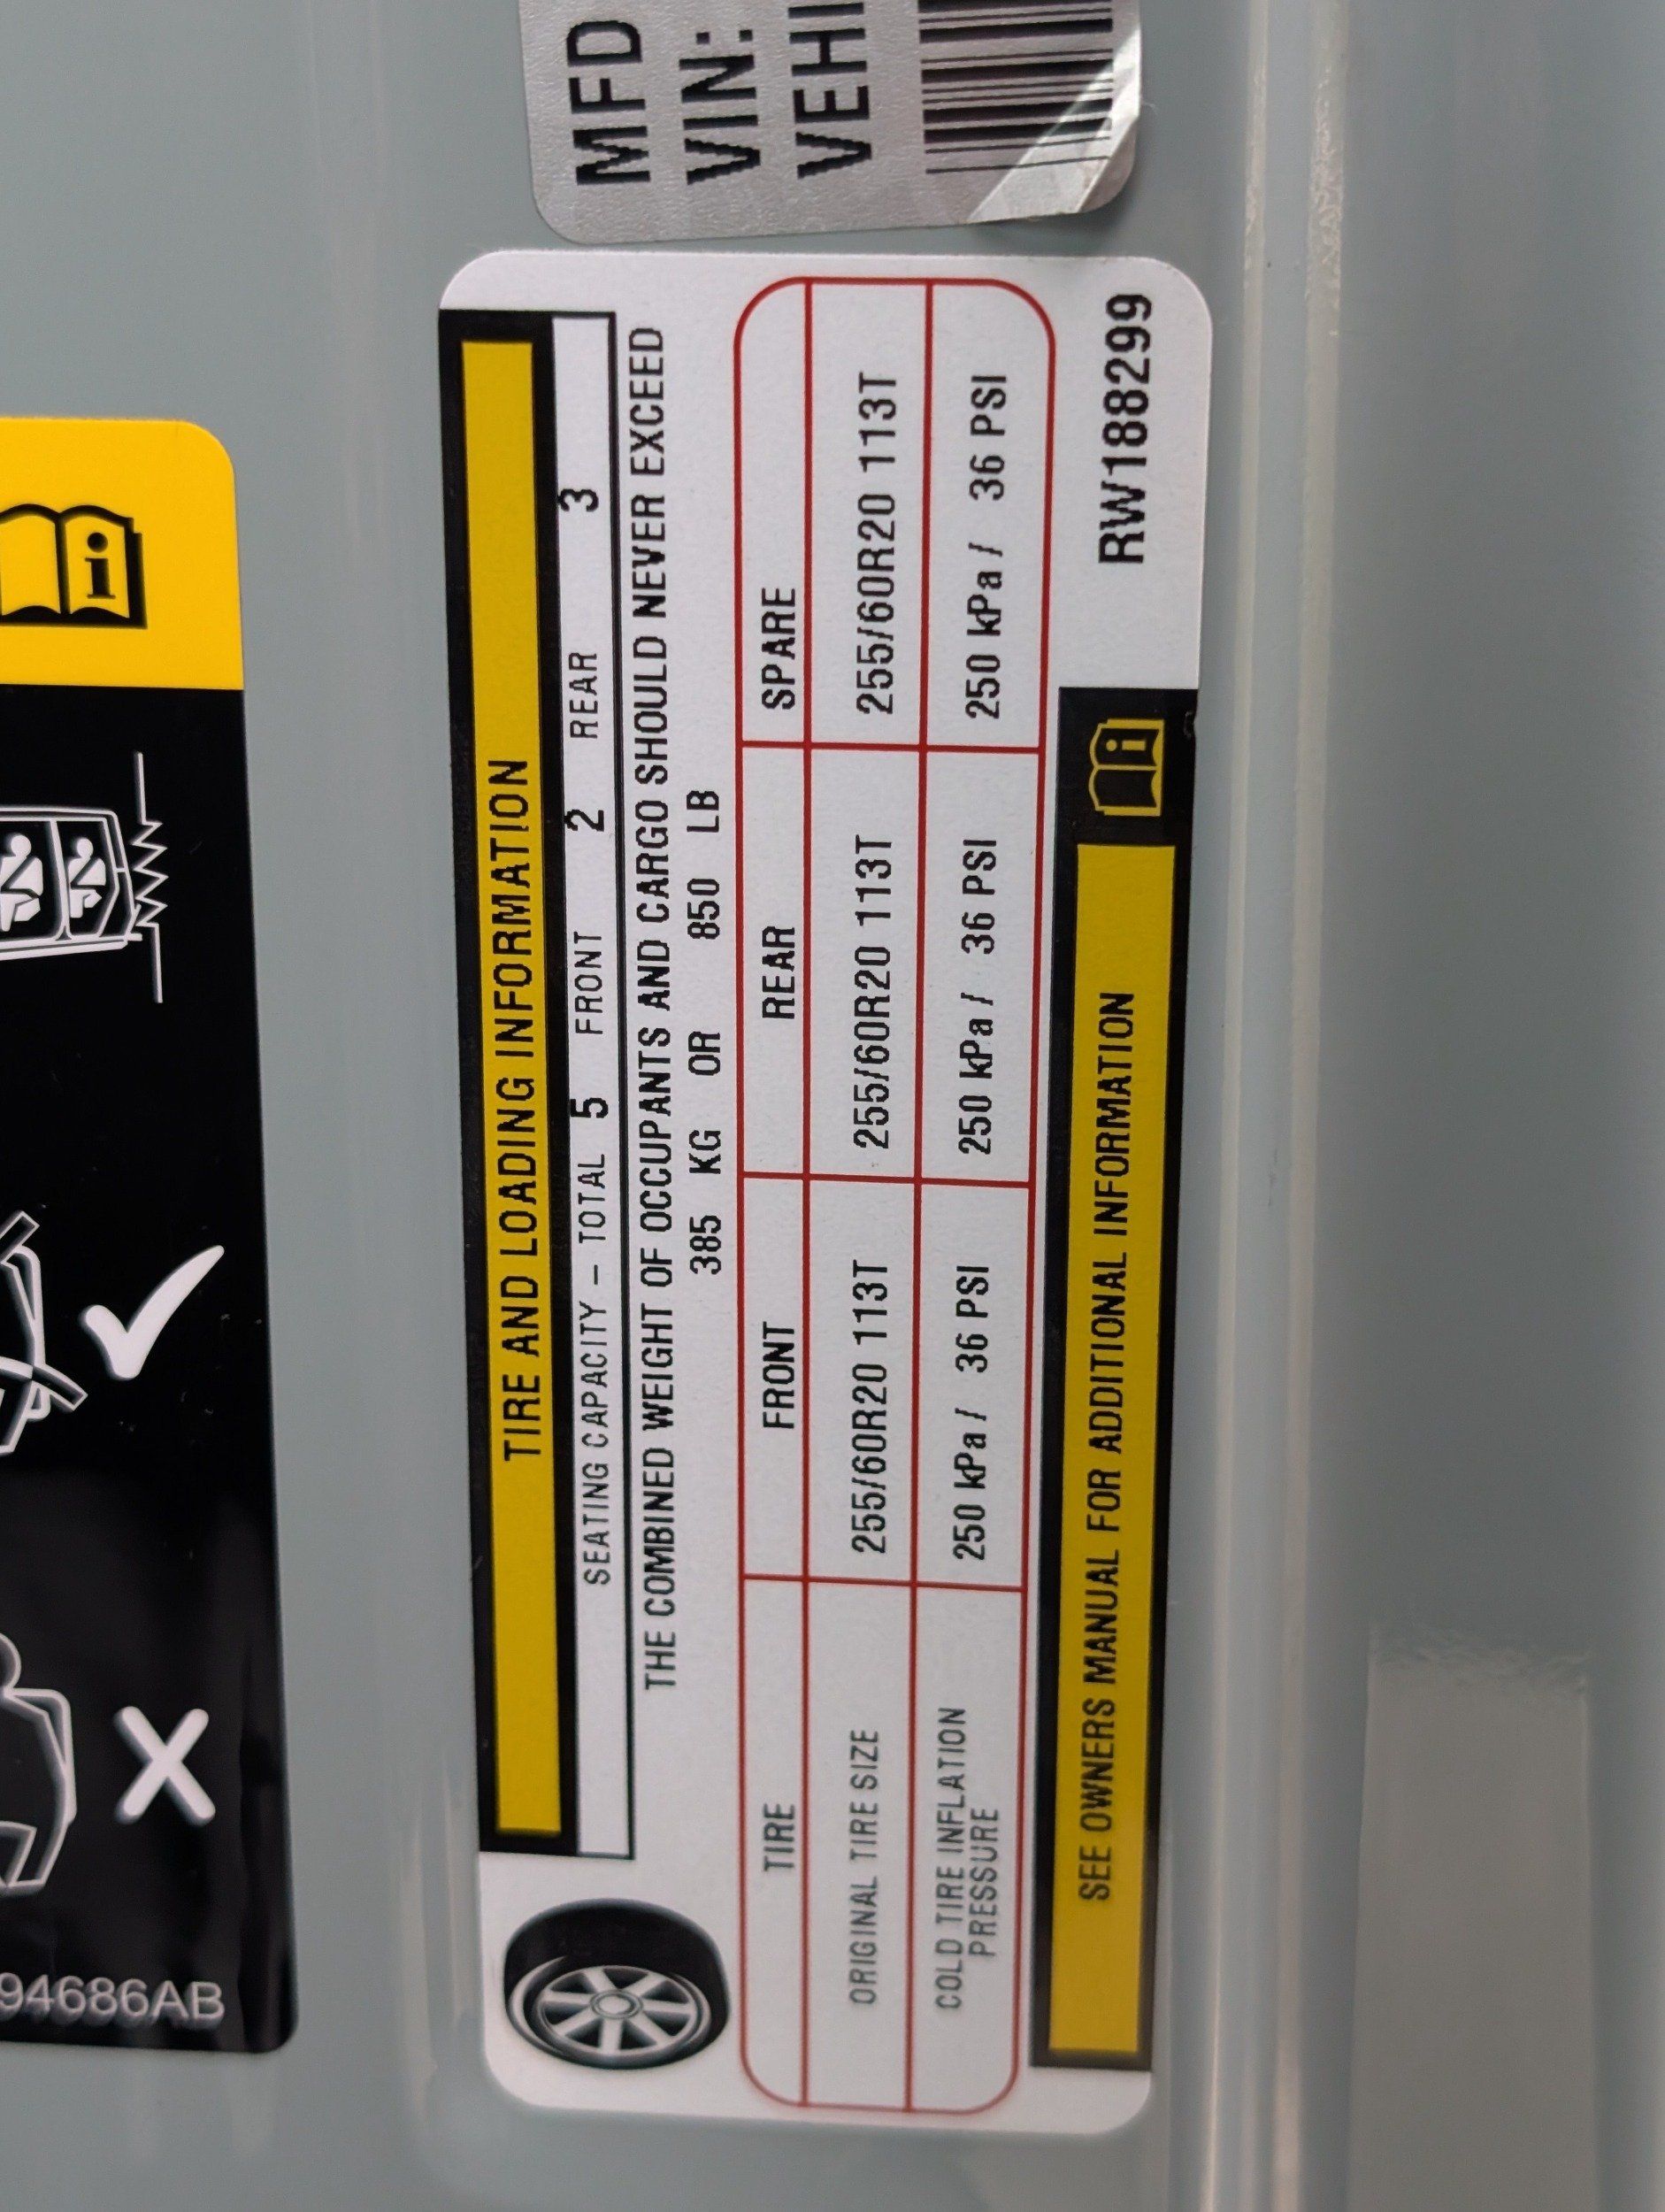 MFD
VIN:
VEHI
TIRE AND LOADING INFORMATION
SEATING CAPACITY – TOTAL 5 FRONT 2 REAR 3
THE COMBINED WEIGHT OF OCCUPANTS AND CARGO SHOULD NEVER EXCEED
385 KG OR 850 LB
TIRE FRONT REAR SPARE
ORIGINAL TIRE SIZE 255/60R20 113T 255/60R20 113T 255/60R20 113T
COLD TIRE INFLATION
PRESSURE 250 kPa / 36 PSI 250 kPa / 36 PSI 250 kPa / 36 PSI
SEE OWNERS MANUAL FOR ADDITIONAL INFORMATION
RW188299
94686AB